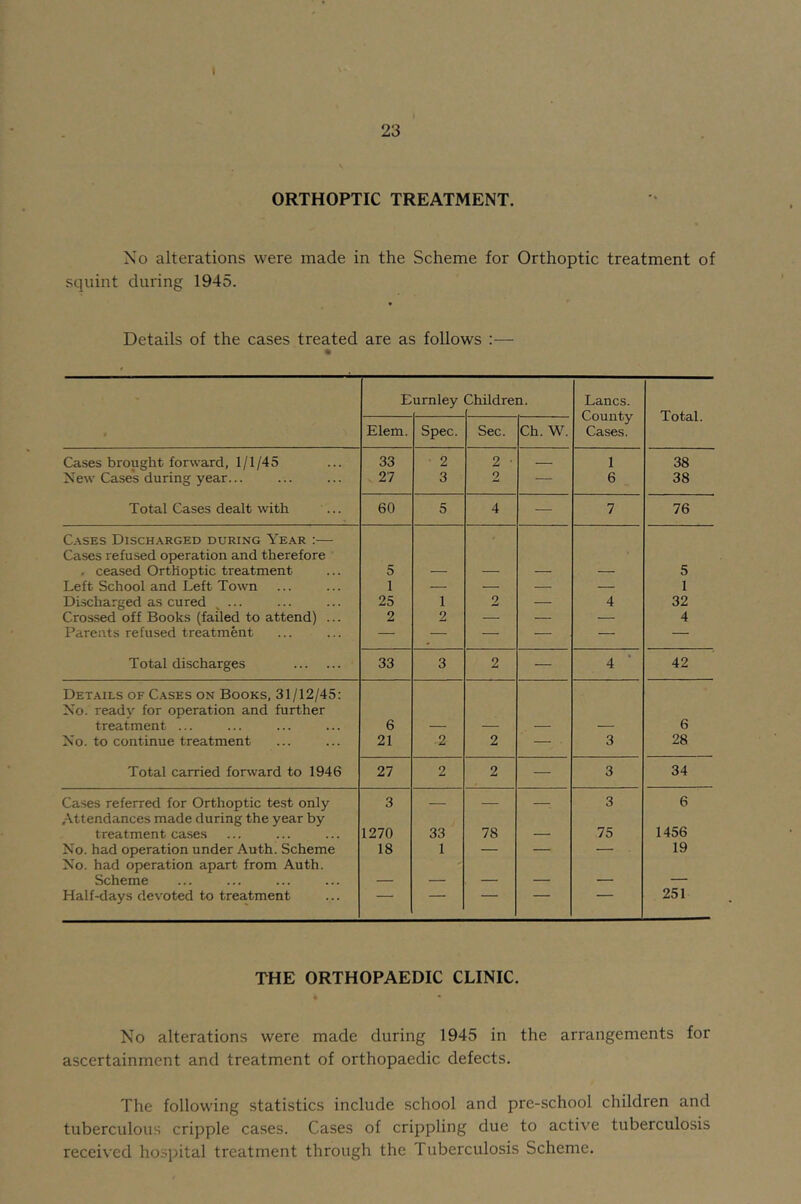 23
ORTHOPTIC TREATMENT.
No alterations were made in the Scheme for Orthoptic treatment of
squint during 1945.
Details of the cases treated are as follows :—
Burnley Children. Lancs. County Cases. Total.
Elem. Spec. Sec. Ch. W.
Cases brought forward, 1/1/45 ... 33 2 2 — 1 38
New Cases during year... ... ... 27 3 2 — 6 38
Total Cases dealt with ... 60 5 4 — 7 76
Cases Discharged during Year :—
Cases refused operation and therefore
ceased Orthoptic treatment ... 5 — — — — 5
Left School and Left Town ... ... 1 — — — — 1
Discharged as cured ... ... ... 25 1 2 — 4 32
Crossed off Books (failed to attend) ... 2 2 — — — 4
Parents refused treatment ... ... — — — — — —
Total discharges ... ... 33 3 2 — 4 42
Details of Cases on Books, 31/12/45:
No. ready for operation and further
treatment ... ... ... ... 6 — — — — 6
No. to continue treatment ... ... 21 2 2 — 3 28
Total carried forward to 1946 27 2 2 — 3 34
Cases referred for Orthoptic test only 3 — — — 3 6
Attendances made during the year by
treatment cases ... ... ... 1270 33 78 — 75 1456
No. had operation under Auth. Scheme 18 1 — — — 19
No. had operation apart from Auth.
Scheme ... ... ... ... — — — — — —
Half-days devoted to treatment ... — — — — — 251
THE ORTHOPAEDIC CLINIC.
No alterations were made during 1945 in the arrangements for
ascertainment and treatment of orthopaedic defects.
The following statistics include school and pre-school children and
tuberculous cripple cases. Cases of crippling due to active tuberculosis
received hospital treatment through the Tuberculosis Scheme.